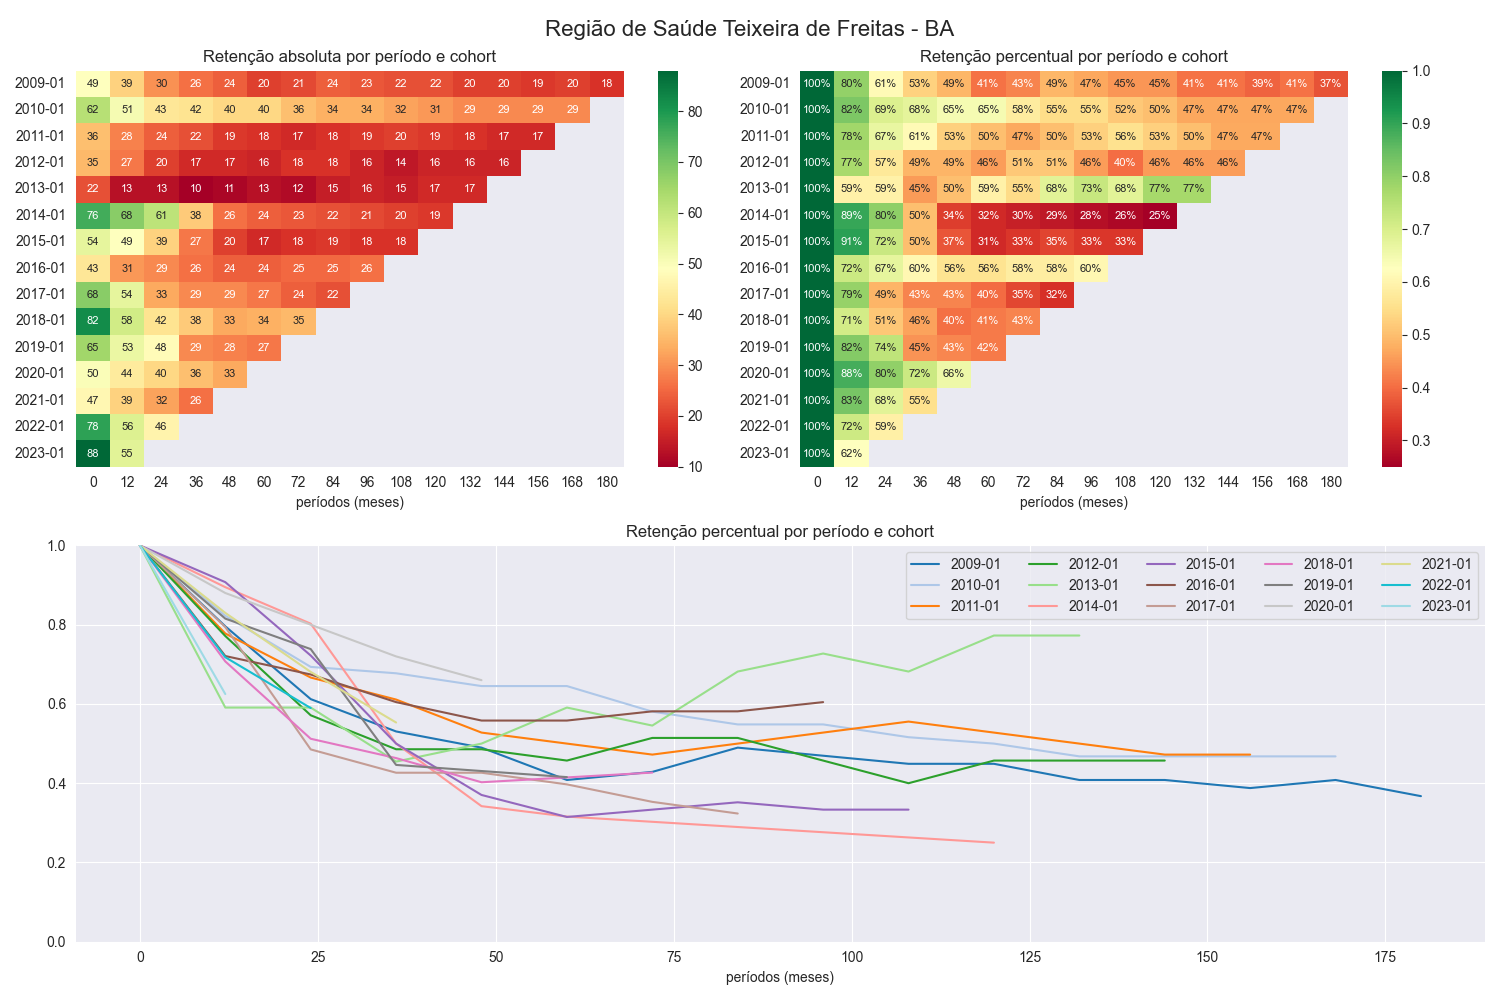 Região de Saúde Teixeira de Freitas - BA
Retenção absoluta por período e cohort
2009-01 49 39 30 26 24 20 21 24 23 22 22 20 20 19 20 18
2010-01 62 51 43 42 40 40 36 34 34 32 31 29 29 29 29
2011-01 36 28 24 22 19 18 17 18 19 20 19 18 17 17
2012-01 35 27 20 17 17 16 18 18 16 14 16 16 16
2013-01 22 13 13 10 11 13 12 15 16 15 17 17
2014-01 76 68 61 38 26 24 23 22 21 20 19
2015-01 54 49 39 27 20 17 18 19 18 18
2016-01 43 31 29 26 24 24 25 25 26
2017-01 68 54 33 29 29 27 24 22
2018-01 82 58 42 38 33 34 35
2019-01 65 53 48 29 28 27
2020-01 50 44 40 36 33
2021-01 47 39 32 26
2022-01 78 56 46
2023-01 88 55
0 12 24 36 48 60 72 84 96 108 120 132 144 156 168 180
períodos (meses)
80
70
60
50
40
30
20
10
Retenção percentual por período e cohort
2009-01 100% 80% 61% 53% 49% 41% 43% 49% 47% 45% 45% 41% 41% 39% 41% 37%
2010-01 100% 82% 69% 68% 65% 65% 58% 55% 55% 52% 50% 47% 47% 47% 47%
2011-01 100% 78% 67% 61% 53% 50% 47% 50% 53% 56% 53% 50% 47% 47%
2012-01 100% 77% 57% 49% 49% 46% 51% 51% 46% 40% 46% 46% 46%
2013-01 100% 59% 59% 45% 50% 59% 55% 68% 73% 68% 77% 77%
2014-01 100% 89% 80% 50% 34% 32% 30% 29% 28% 26% 25%
2015-01 100% 91% 72% 50% 37% 31% 33% 35% 33% 33%
2016-01 100% 72% 67% 60% 56% 56% 58% 58% 60%
2017-01 100% 79% 49% 43% 43% 40% 35% 32%
2018-01 100% 71% 51% 46% 40% 41% 43%
2019-01 100% 82% 74% 45% 43% 42%
2020-01 100% 88% 80% 72% 66%
2021-01 100% 83% 68% 55%
2022-01 100% 72% 59%
2023-01 100% 62%
0 12 24 36 48 60 72 84 96 108 120 132 144 156 168 180
períodos (meses)
1.0
0.9
0.8
0.7
0.6
0.5
0.4
0.3
Retenção percentual por período e cohort
1.0
0.8
0.6
0.4
0.2
0.0
2009-01 2012-01 2015-01 2018-01 2021-01
2010-01 2013-01 2016-01 2019-01 2022-01
2011-01 2014-01 2017-01 2020-01 2023-01
0 25 50 75 100 125 150 175
períodos (meses)